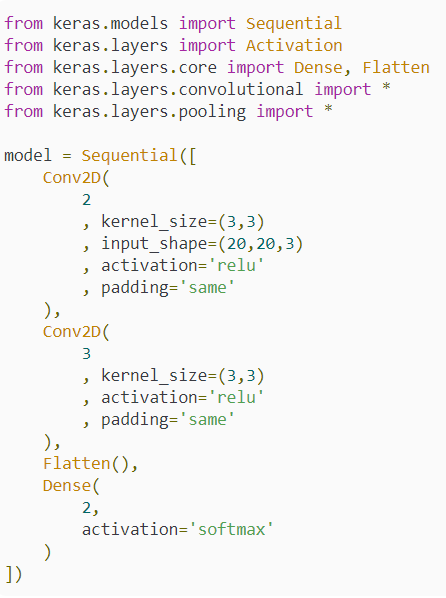 from keras.models import Sequential
from keras.layers import Activation
from keras.layers.core import Dense, Flatten
from keras.layers.convolutional import *
from keras.layers.pooling import *

model = Sequential([
    Conv2D(
        2
        , kernel_size=(3,3)
        , input_shape=(20,20,3)
        , activation='relu'
        , padding='same'
    ),
    Conv2D(
        3
        , kernel_size=(3,3)
        , activation='relu'
        , padding='same'
    ),
    Flatten(),
    Dense(
        2,
        activation='softmax'
    )
])